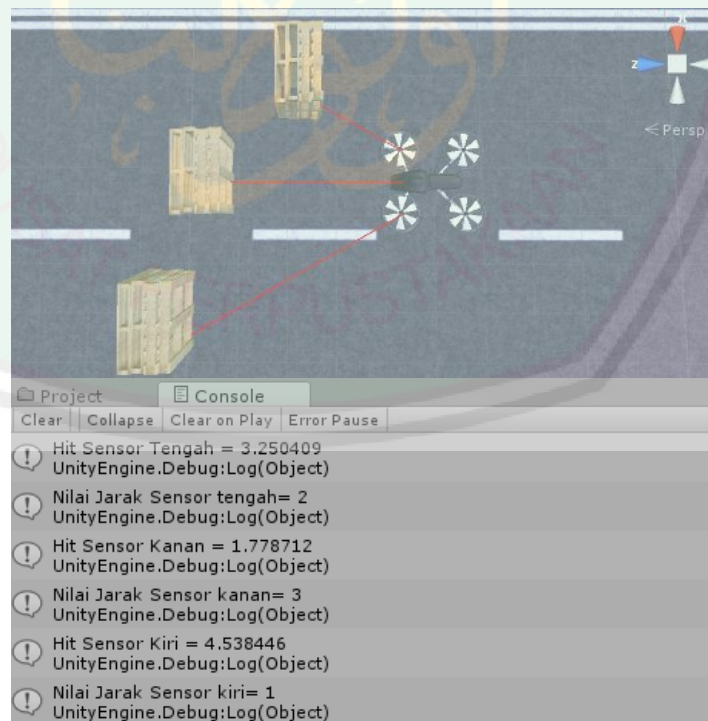 x
z
< Persp
PUSTAKAAN
Project
Console
Clear
Collapse
Clear on Play
Error Pause
Hit Sensor Tengah = 3.250409
UnityEngine.Debug:Log(Object)
Nilai Jarak Sensor tengah= 2
UnityEngine.Debug:Log(Object)
Hit Sensor Kanan = 1.778712
UnityEngine.Debug:Log(Object)
Nilai Jarak Sensor kanan= 3
UnityEngine.Debug:Log(Object)
Hit Sensor Kiri = 4.538446
UnityEngine.Debug:Log(Object)
Nilai Jarak Sensor kiri= 1
UnityEngine.Debug:Log(Object)